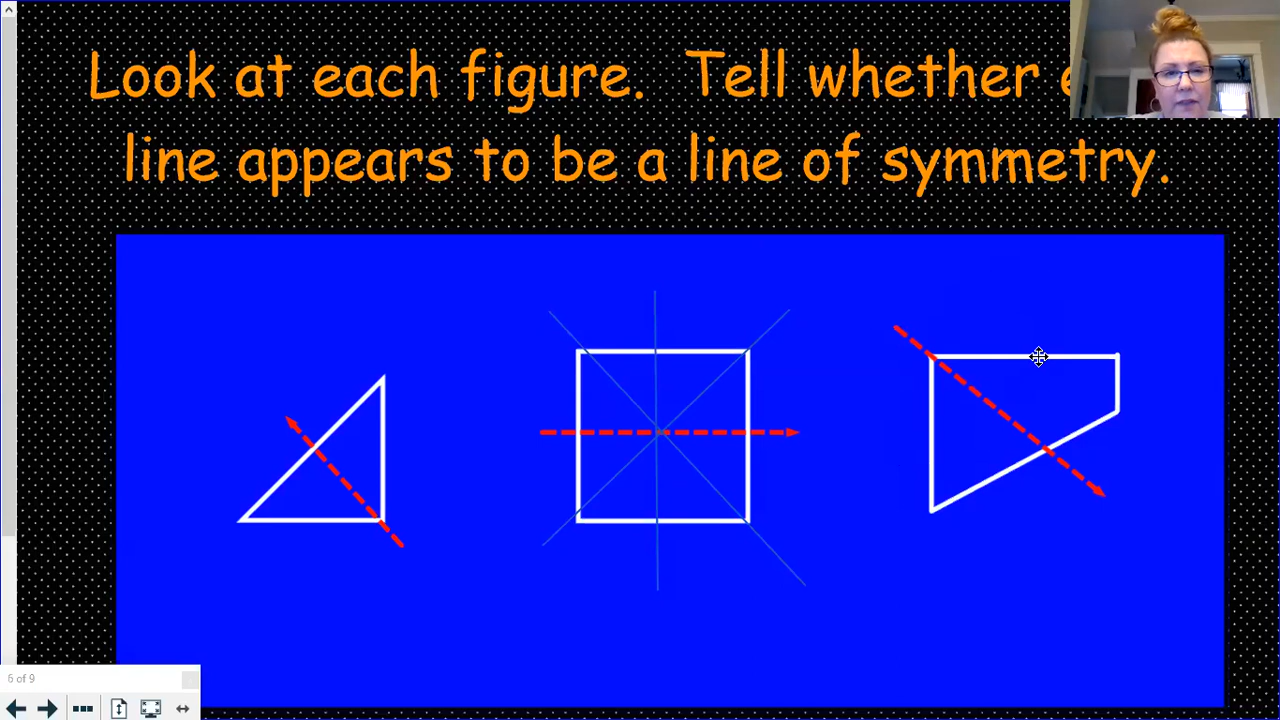 Look at each figure. Tell whether
line appears to be a line of symmetry.
6 of 9